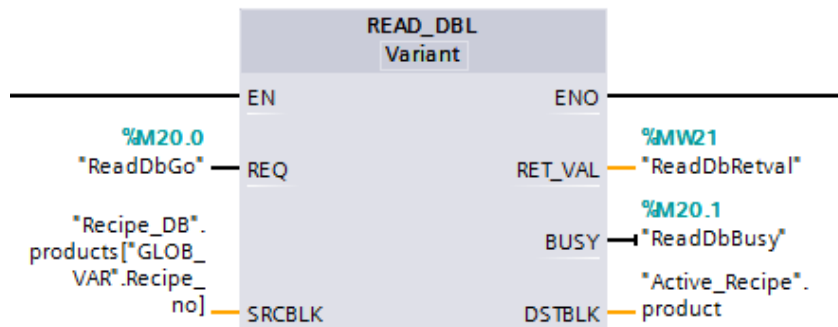 READ_DBL
Variant
EN
ENO
%M20.0
"ReadDbGo"
REQ
%MW21
RET_VAL
"ReadDbRetval"
%M20.1
BUSY
"ReadDbBusy"
"Recipe_DB".
products["GLOB_
VAR".Recipe_
no]
SRCBLK
"Active_Recipe".
DSTBLK
product